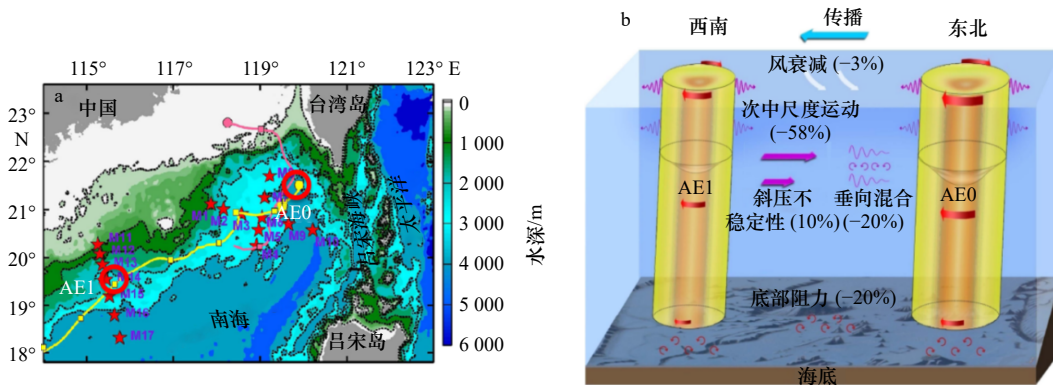 a
115°
117°
119°
121°
123° E
中国
台湾岛
23°
N
22°
21°
20°
19°
18°
AE0
AE1
M1
M2
M3
M5
M9
M13
M14
M15
M16
M17
吕宋海峡
太平洋
南海
吕宋岛
0
1 000
2 000
3 000
4 000
5 000
6 000
水深/m
b
西南
传播
东北
风衰减 (−3%)
次中尺度运动
(−58%)
AE1
AE0
斜压不
稳定性 (10%)
垂向混合
(−20%)
底部阻力 (−20%)
海底